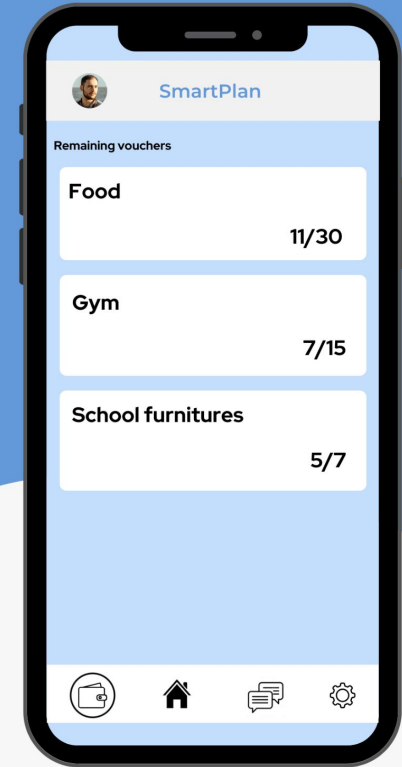 SmartPlan
Remaining vouchers
Food
11/30
Gym
7/15
School furnitures
5/7